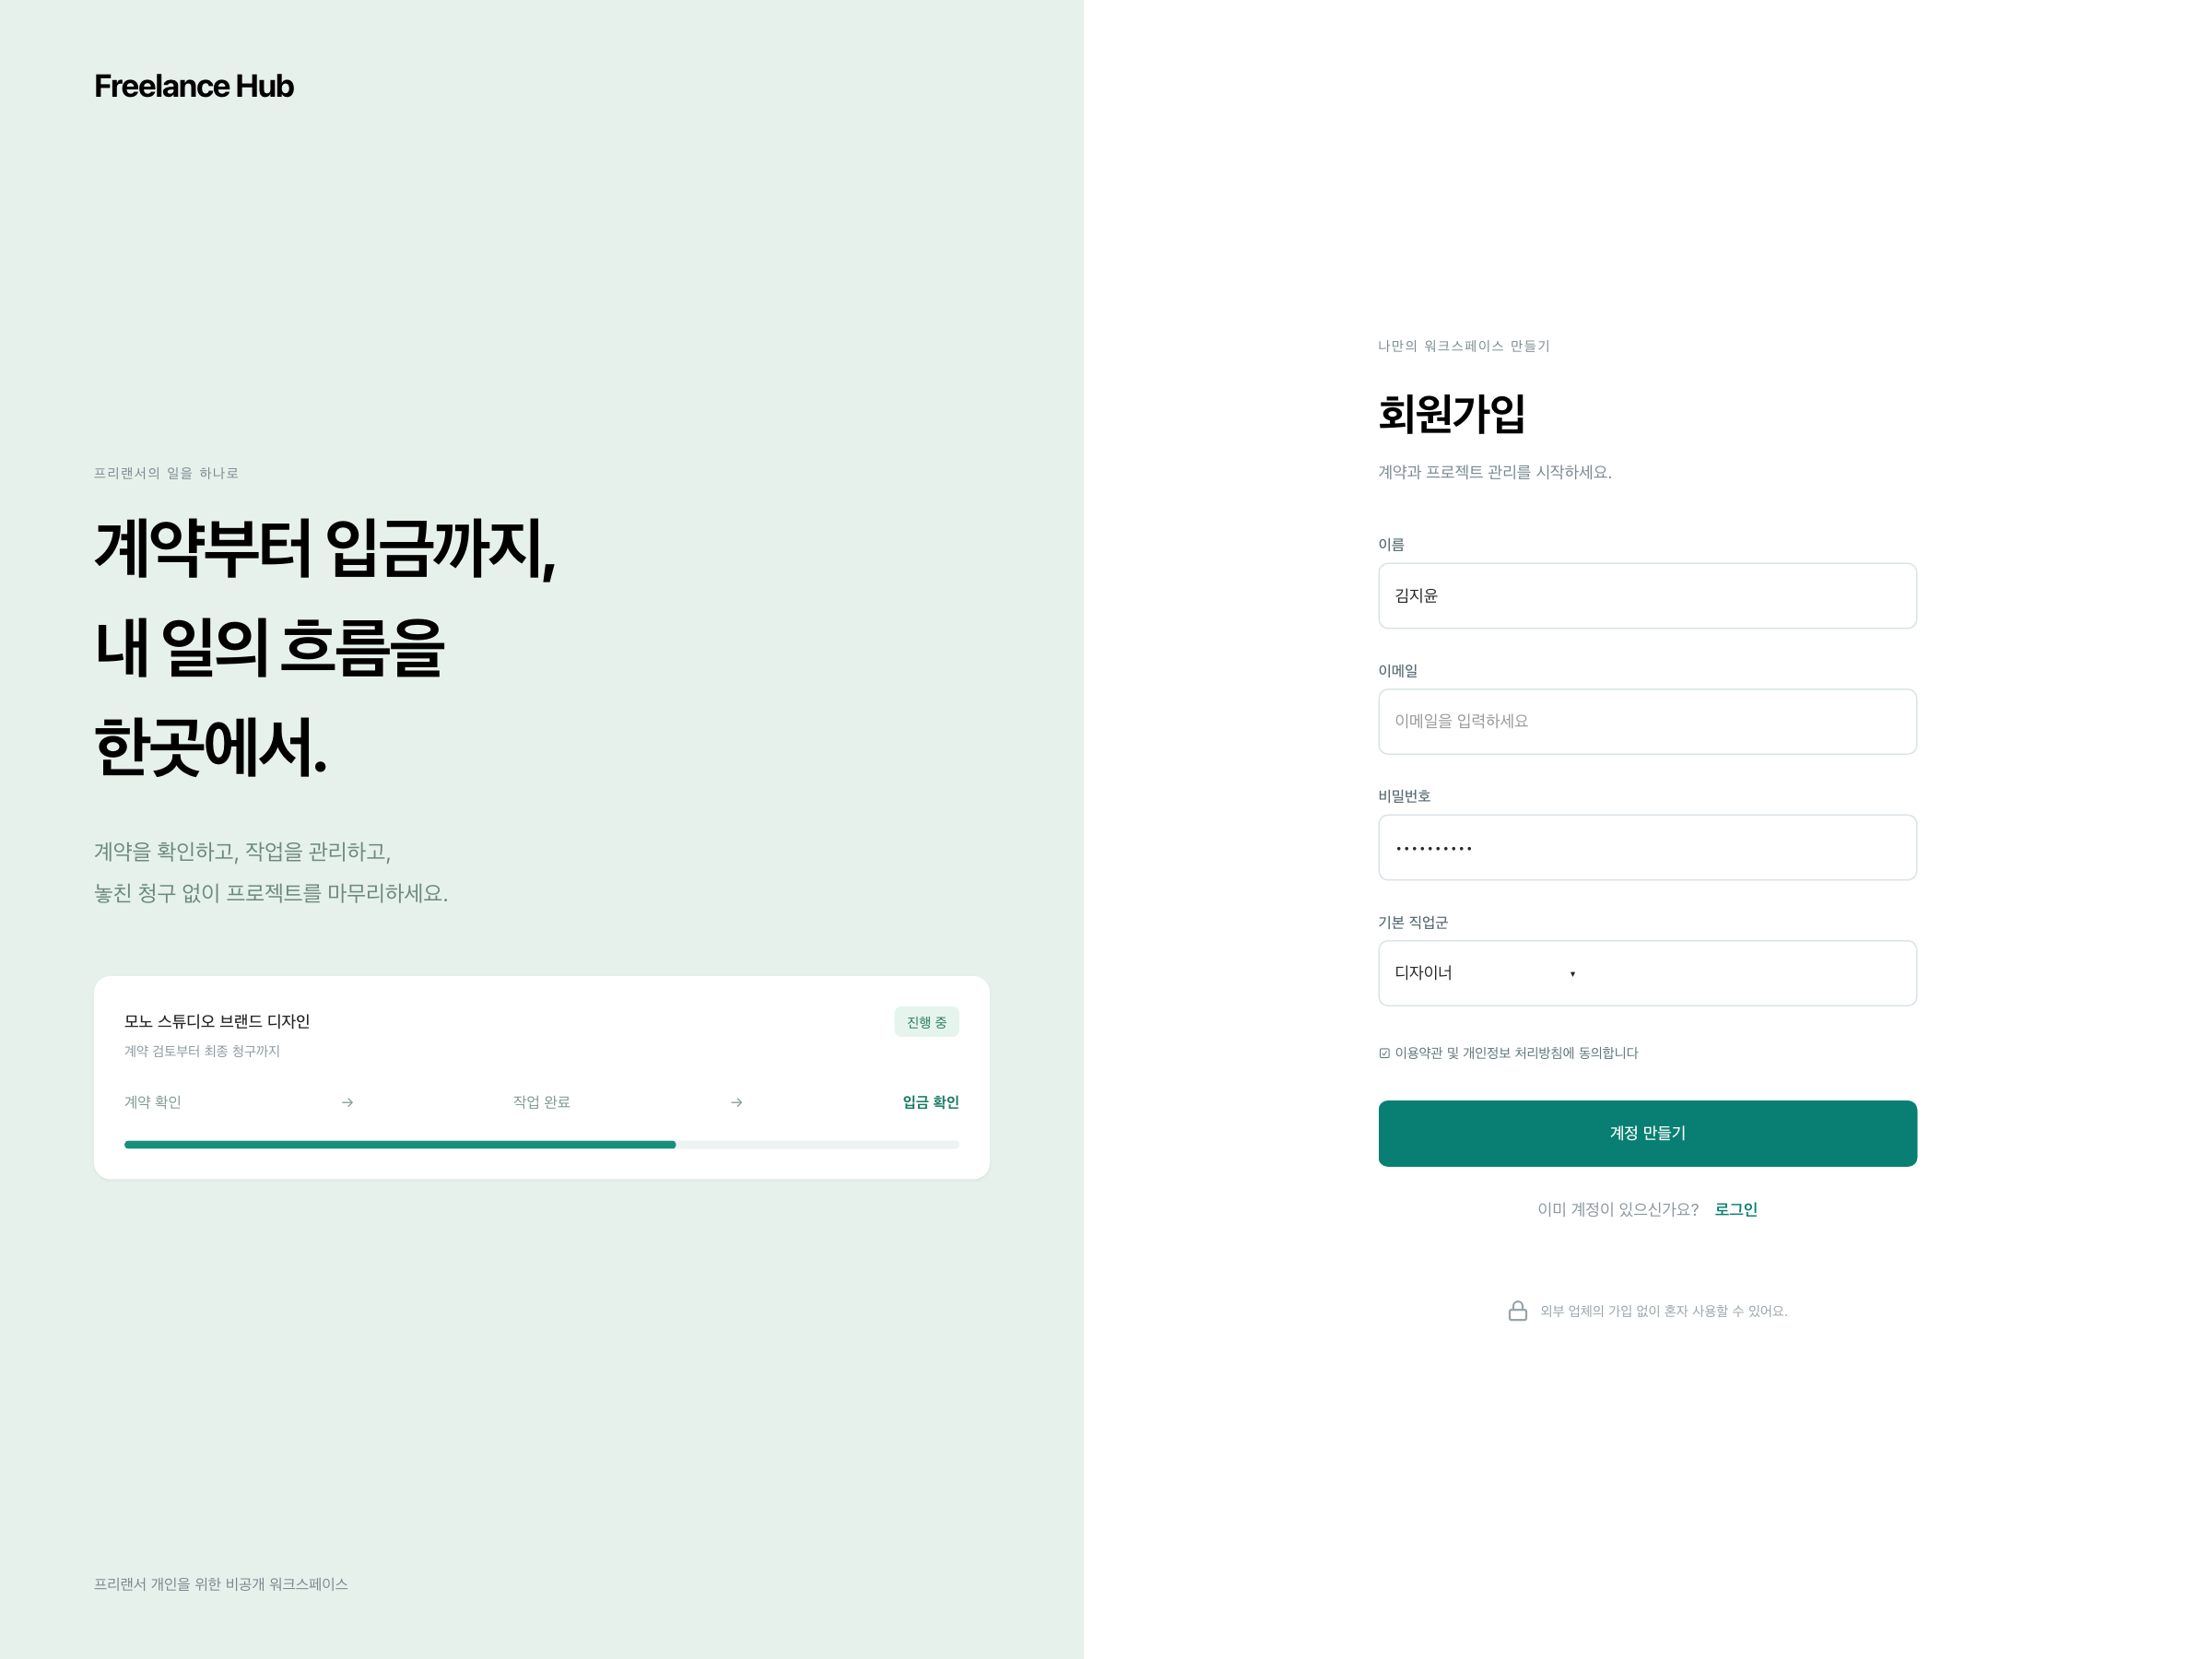 Freelance Hub
프리랜서의 일을 하나로
계약부터 입금까지,
내 일의 흐름을
한곳에서.
계약을 확인하고, 작업을 관리하고,
놓친 청구 없이 프로젝트를 마무리하세요.
모노 스튜디오 브랜드 디자인
진행 중
계약 검토부터 최종 청구까지
계약 확인 → 작업 완료 → 입금 확인
프리랜서 개인을 위한 비공개 워크스페이스
나만의 워크스페이스 만들기
회원가입
계약과 프로젝트 관리를 시작하세요.
이름
김지윤
이메일
이메일을 입력하세요
비밀번호
••••••••••
기본 직업군
디자이너 ▾
☑ 이용약관 및 개인정보 처리방침에 동의합니다
계정 만들기
이미 계정이 있으신가요? 로그인
외부 업체의 가입 없이 혼자 사용할 수 있어요.